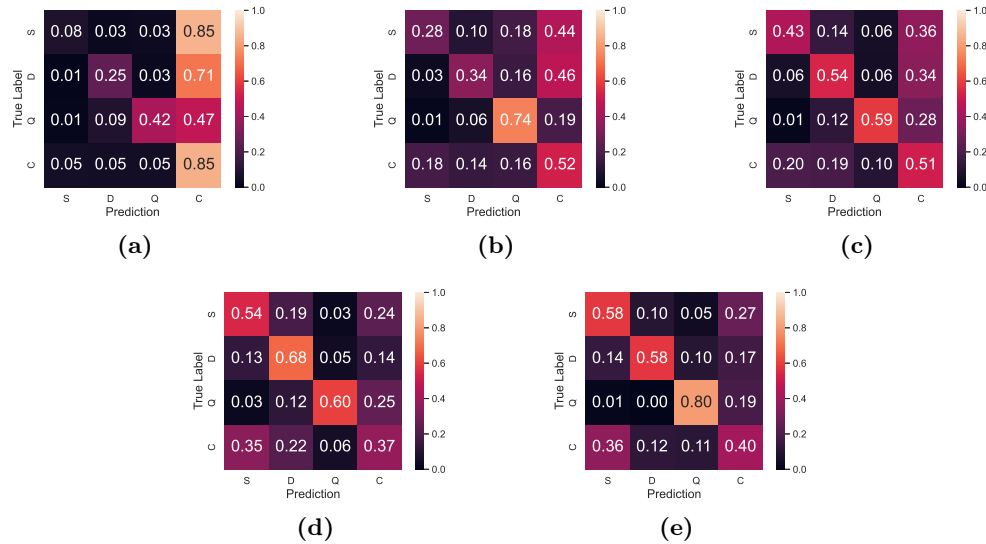 S 0.08 0.03 0.03 0.85
D 0.01 0.25 0.03 0.71
Q 0.01 0.09 0.42 0.47
C 0.05 0.05 0.05 0.85
S D Q C
True Label
Prediction
1.0
0.8
0.6
0.4
0.2
0.0
(a)
S 0.28 0.10 0.18 0.44
D 0.03 0.34 0.16 0.46
Q 0.01 0.06 0.74 0.19
C 0.18 0.14 0.16 0.52
S D Q C
True Label
Prediction
1.0
0.8
0.6
0.4
0.2
0.0
(b)
S 0.43 0.14 0.06 0.36
D 0.06 0.54 0.06 0.34
Q 0.01 0.12 0.59 0.28
C 0.20 0.19 0.10 0.51
S D Q C
True Label
Prediction
1.0
0.8
0.6
0.4
0.2
0.0
(c)
S 0.54 0.19 0.03 0.24
D 0.13 0.68 0.05 0.14
Q 0.03 0.12 0.60 0.25
C 0.35 0.22 0.06 0.37
S D Q C
True Label
Prediction
1.0
0.8
0.6
0.4
0.2
0.0
(d)
S 0.58 0.10 0.05 0.27
D 0.14 0.58 0.10 0.17
Q 0.01 0.00 0.80 0.19
C 0.36 0.12 0.11 0.40
S D Q C
True Label
Prediction
1.0
0.8
0.6
0.4
0.2
0.0
(e)